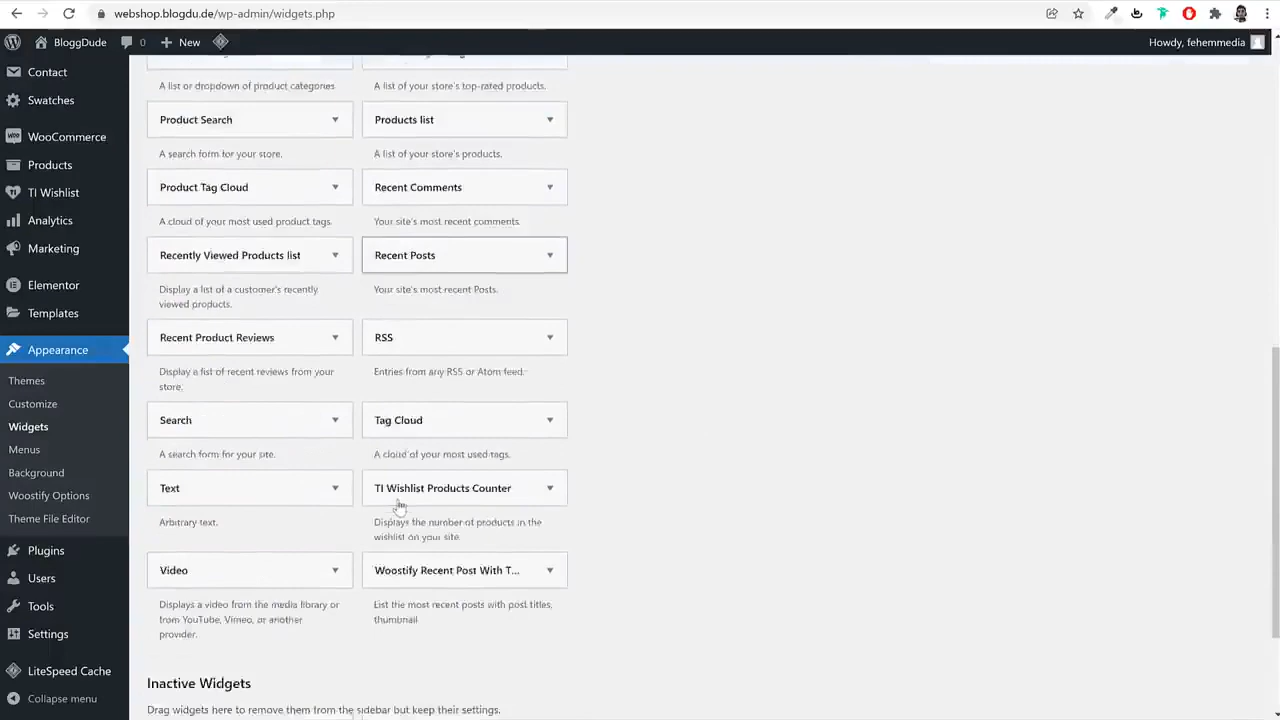 webshop.blogdu.de/wp-admin/widgets.php
BloggDude 0 New
Howdy, fehemmedia
Contact
Swatches
WooCommerce
Products
TI Wishlist
Analytics
Marketing
Elementor
Templates
Appearance
Themes
Customize
Widgets
Menus
Background
Woostify Options
Theme File Editor
Plugins
Users
Tools
Settings
LiteSpeed Cache
Collapse menu
A list or dropdown of product categories
A list of your store's top-rated products.
Product Search
Products list
A search form for your store.
A list of your store's products.
Product Tag Cloud
Recent Comments
A cloud of your most used product tags.
Your site's most recent comments.
Recently Viewed Products list
Recent Posts
Display a list of a customer's recently
viewed products.
Your site's most recent Posts.
Recent Product Reviews
RSS
Display a list of recent reviews from your
store.
Entries from any RSS or Atom feed.
Search
Tag Cloud
A search form for your site.
A cloud of your most used tags.
Text
TI Wishlist Products Counter
Arbitrary text.
Displays the number of products in the
wishlist on your site.
Video
Woostify Recent Post With T...
Displays a video from the media library or
from YouTube, Vimeo, or another
provider.
List the most recent posts with post titles,
thumbnail
Inactive Widgets
Drag widgets here to remove them from the sidebar but keep their settings.